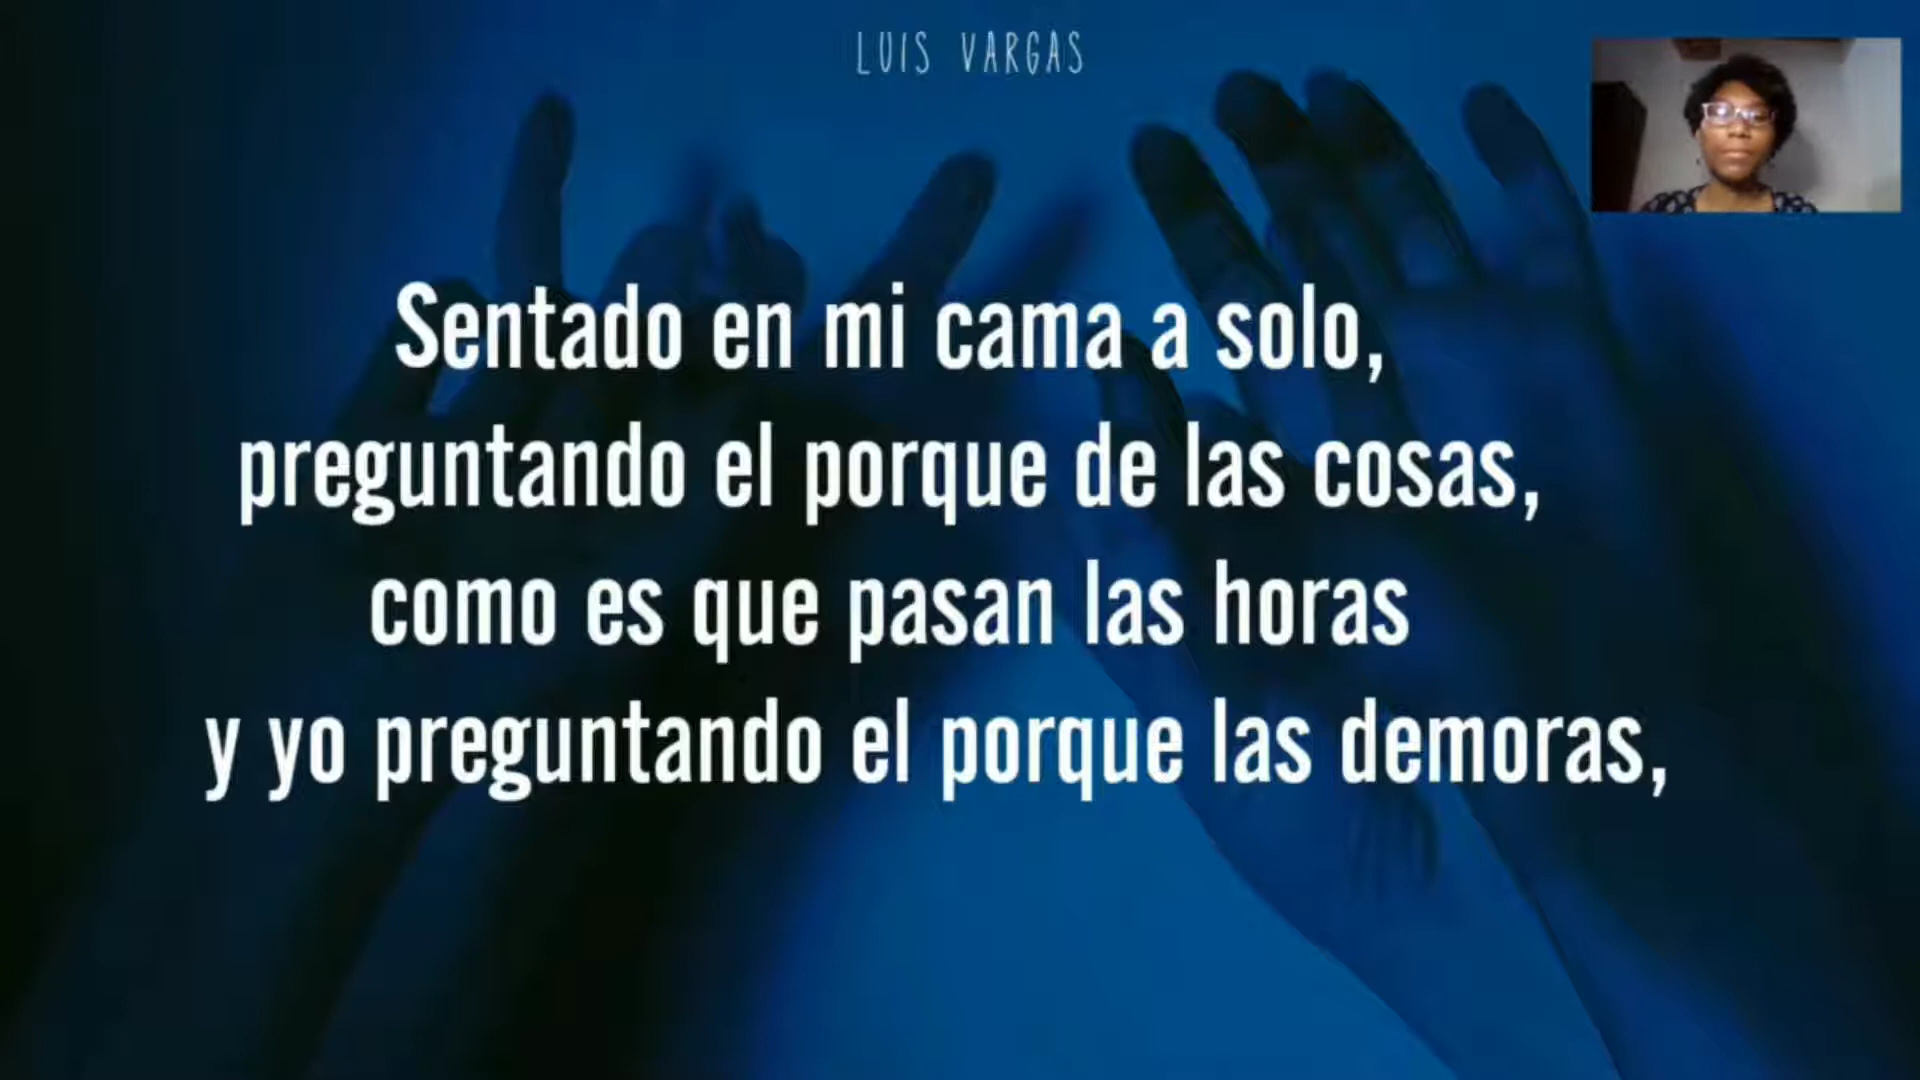 LUIS VARGAS
Sentado en mi cama a solo,
preguntando el porque de las cosas,
como es que pasan las horas
y yo preguntando el porque las demoras,